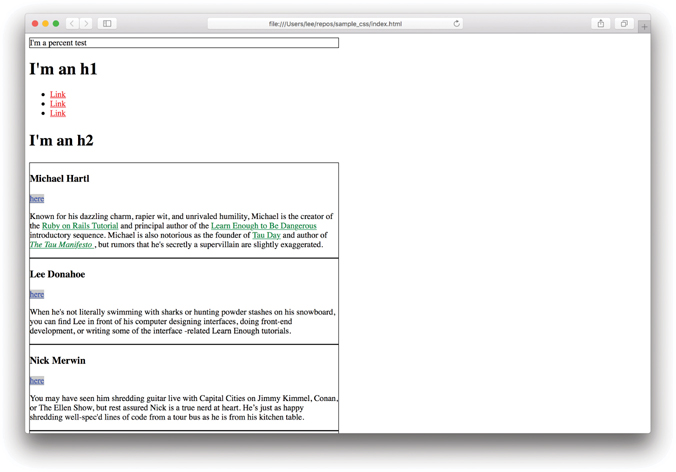 file:///Users/lee/repos/sample_css/index.html
I'm a percent test
I'm an h1
Link
Link
Link
I'm an h2
Michael Hartl
here
Known for his dazzling charm, rapier wit, and unrivaled humility, Michael is the creator of
the Ruby on Rails Tutorial and principal author of the Learn Enough to Be Dangerous
introductory sequence. Michael is also notorious as the founder of Tau Day and author of
The Tau Manifesto , but rumors that he's secretly a supervillain are slightly exaggerated.
Lee Donahoe
here
When he's not literally swimming with sharks or hunting powder stashes on his snowboard,
you can find Lee in front of his computer designing interfaces, doing front-end
development, or writing some of the interface -related Learn Enough tutorials.
Nick Merwin
here
You may have seen him shredding guitar live with Capital Cities on Jimmy Kimmel, Conan,
or The Ellen Show, but rest assured Nick is a true nerd at heart. He's just as happy
shredding well-spec'd lines of code from a tour bus as he is from his kitchen table.